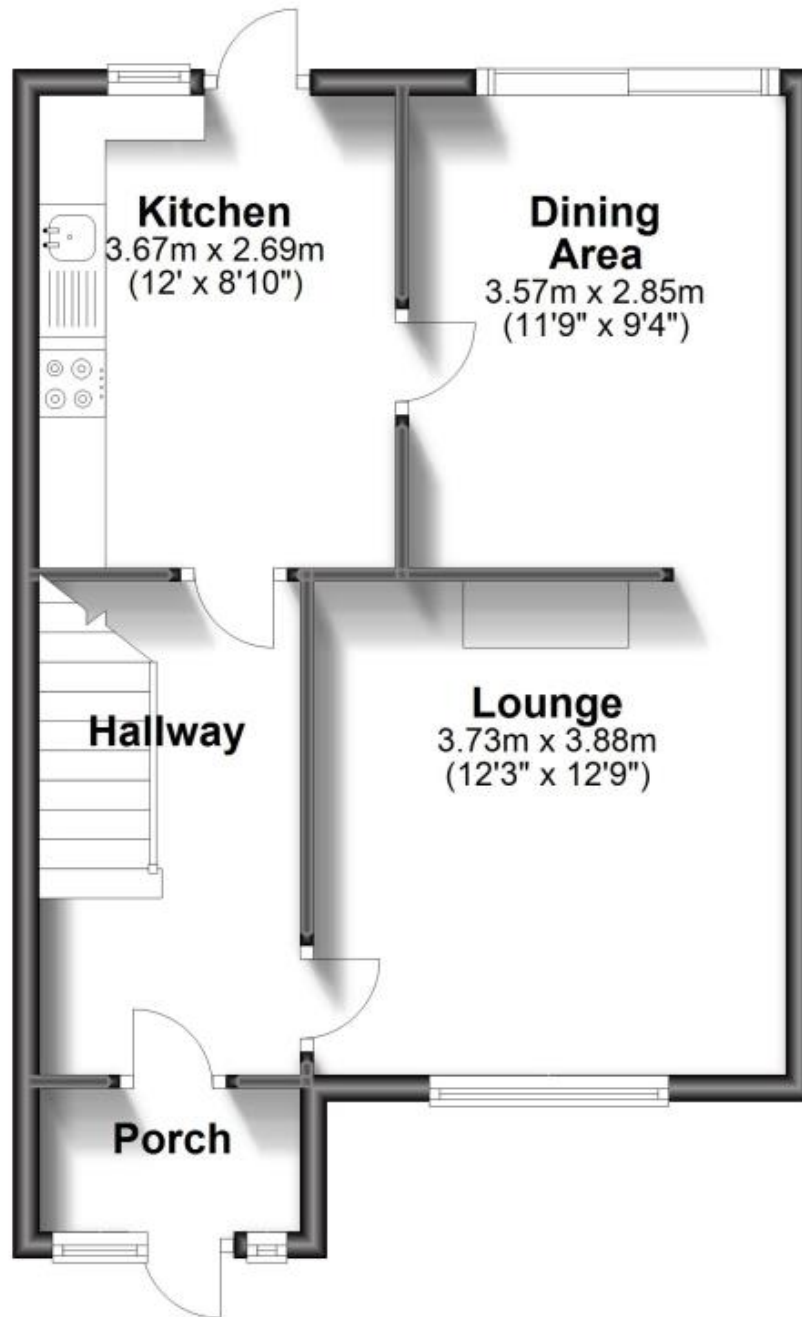 Kitchen
3.67m x 2.69m
(12' x 8'10")
Dining
Area
3.57m x 2.85m
(11'9" x 9'4")
Hallway
Lounge
3.73m x 3.88m
(12'3" x 12'9")
Porch